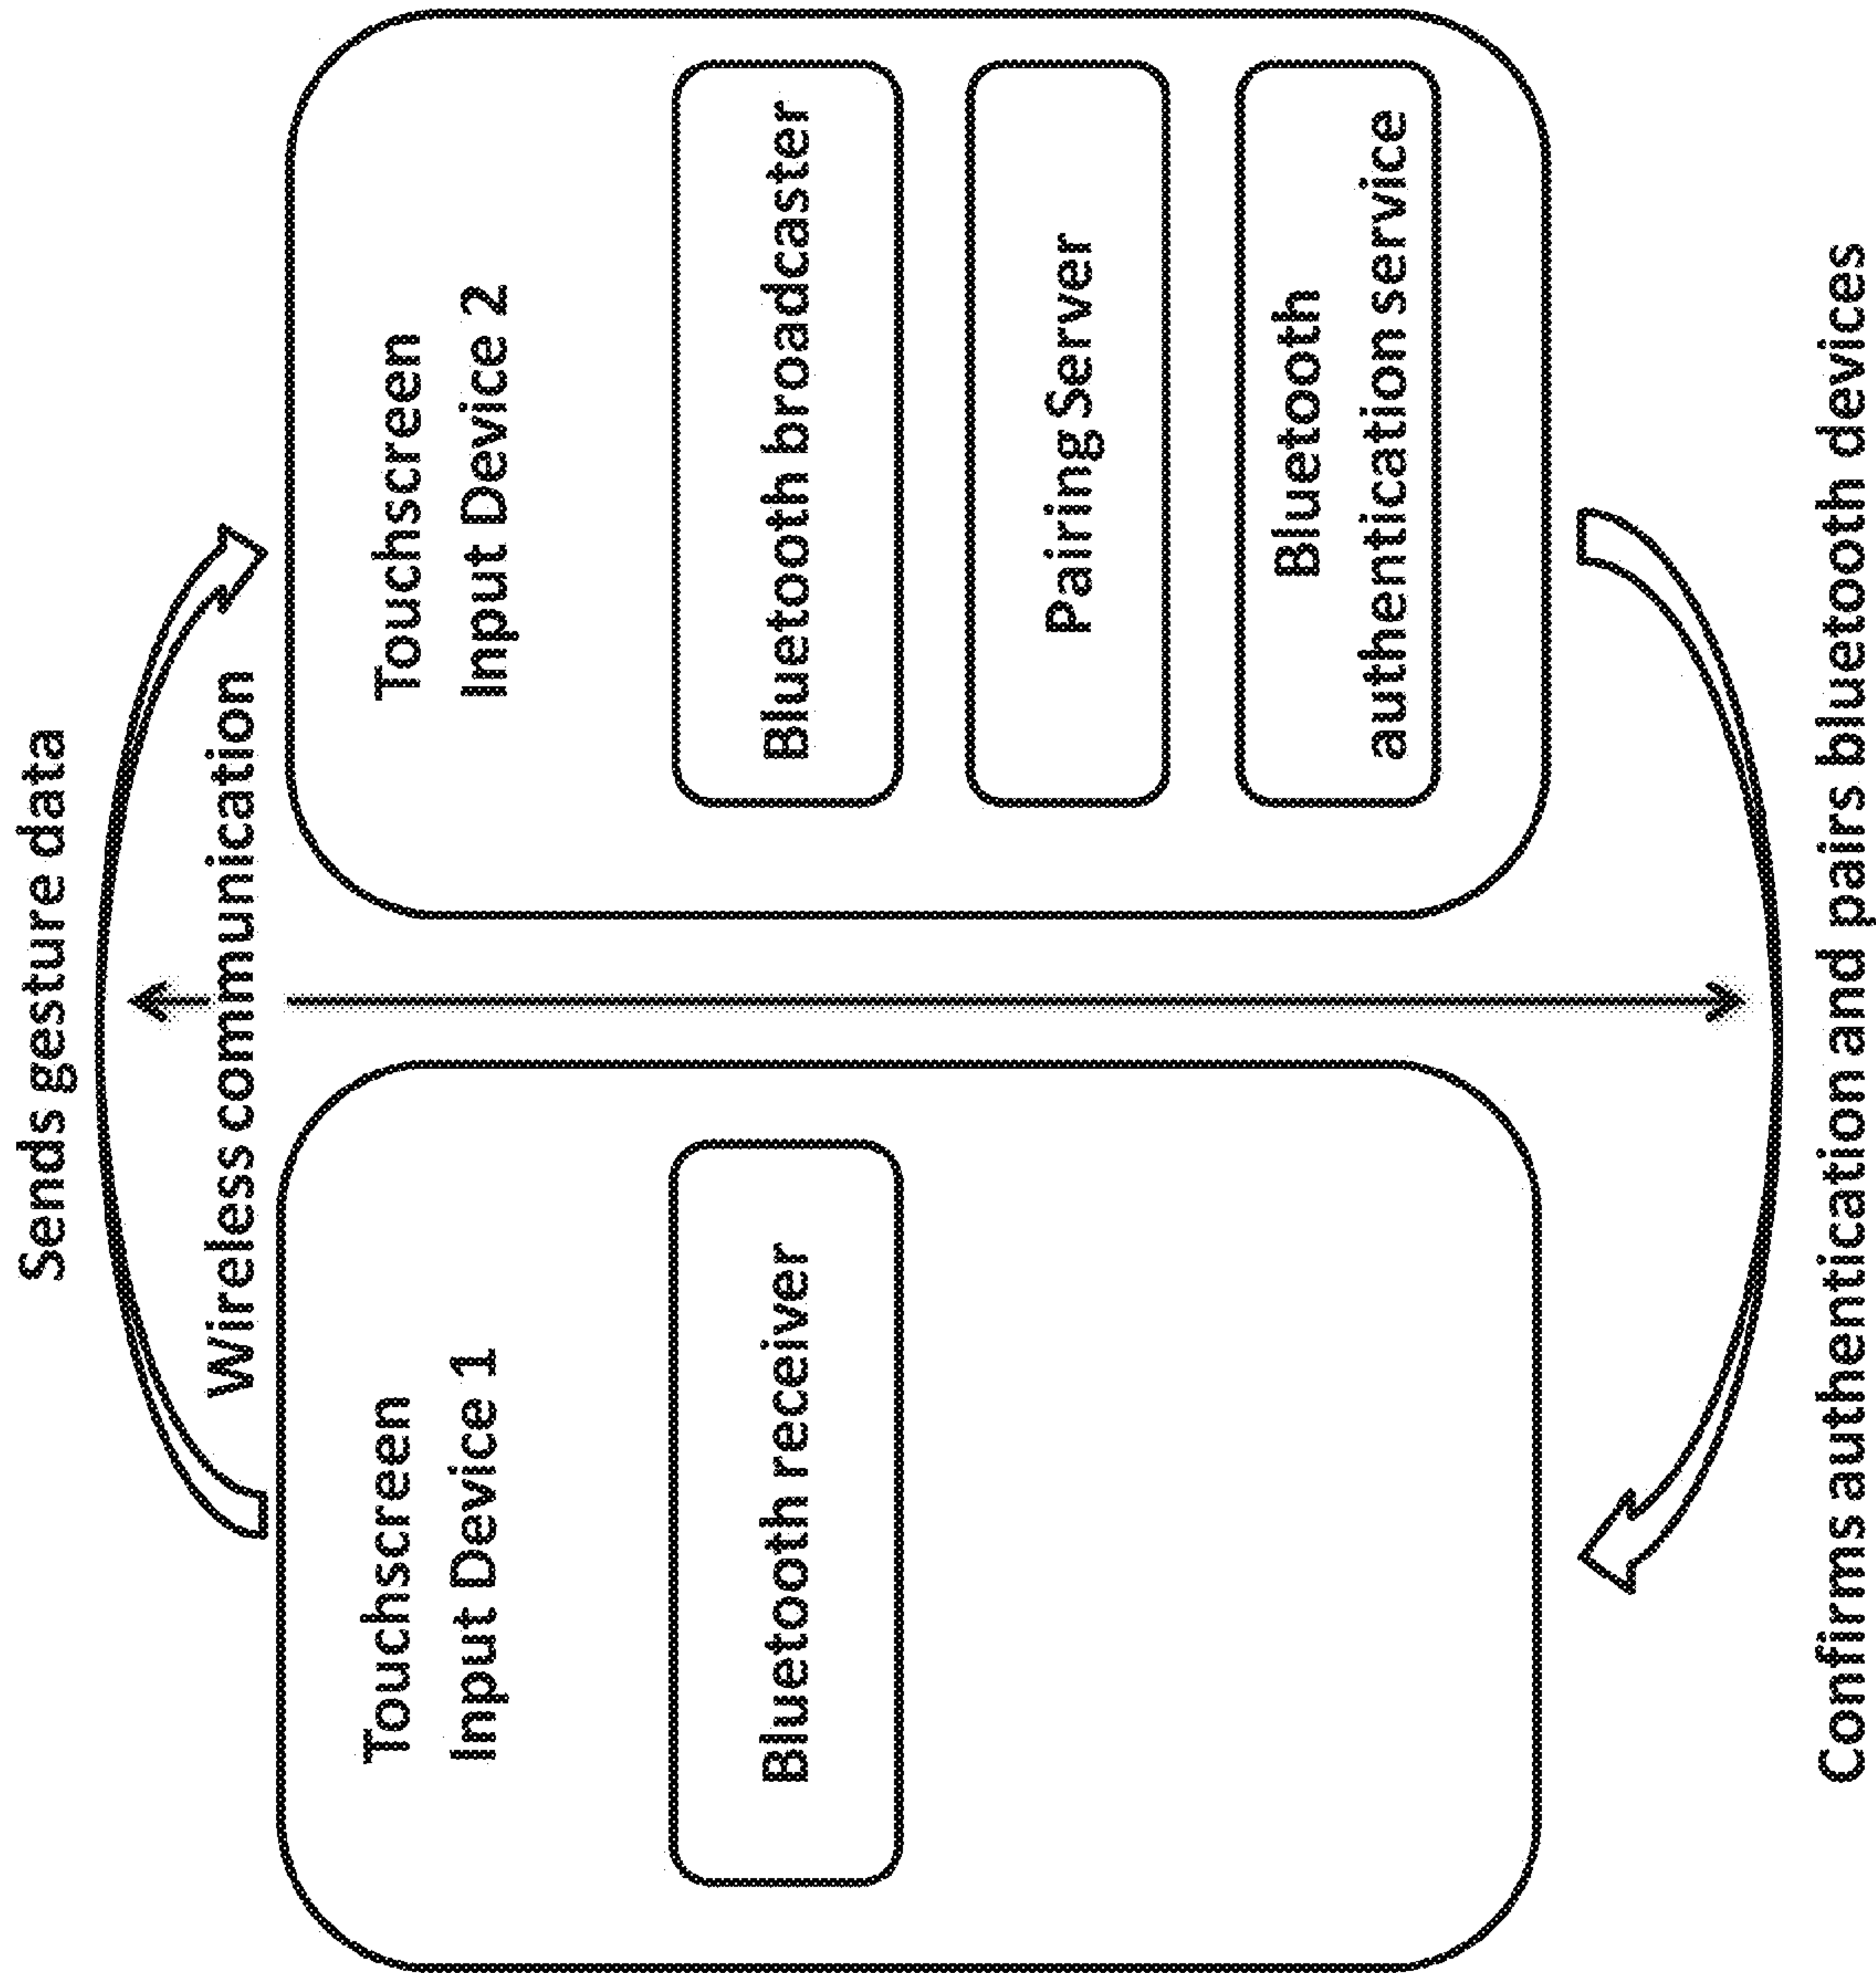 Sends gesture data
Wireless communication
Touchscreen
Input Device 1
Bluetooth receiver
Touchscreen
Input Device 2
Bluetooth broadcaster
Pairing Server
Bluetooth
authentication service
Confirms authentication and pairs bluetooth devices